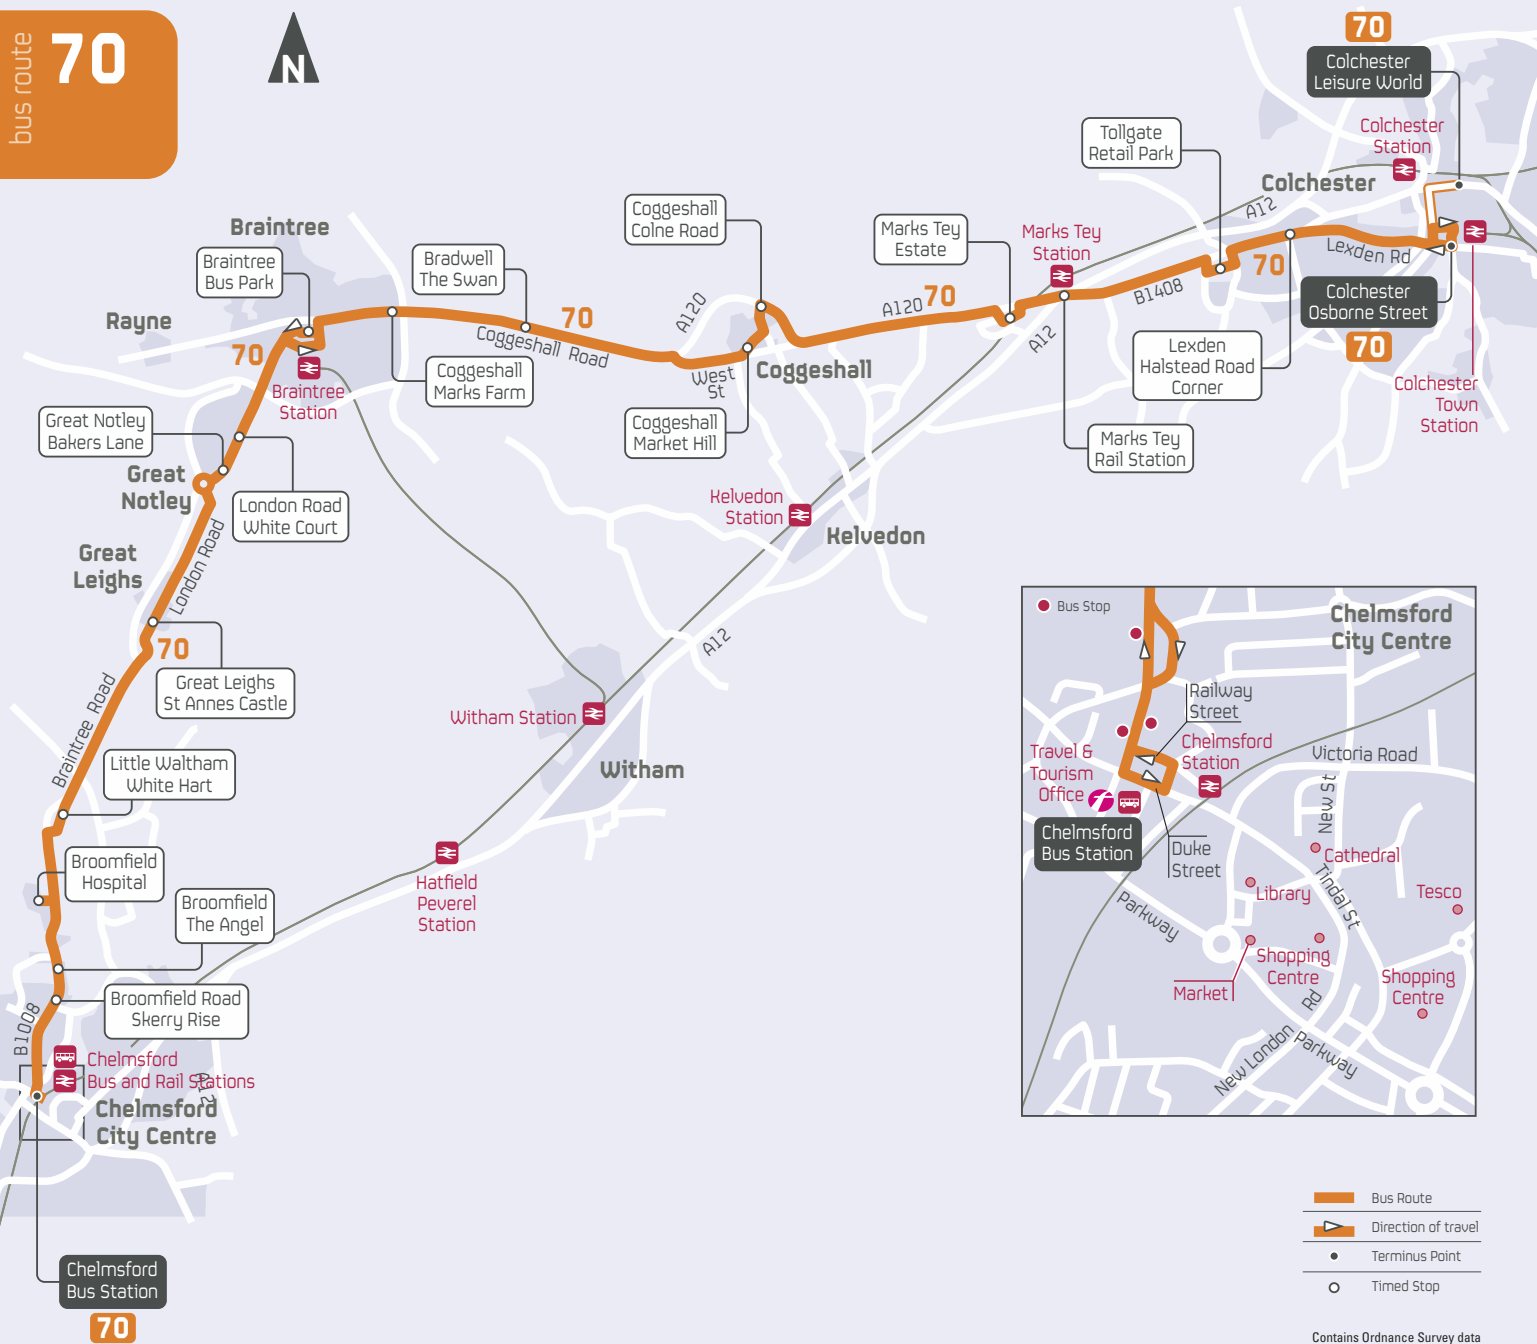 bus route
70
N
70
Colchester
Leisure World
Colchester
Station
Tollgate
Retail Park
Colchester
A12
Lexden Rd
Coggeshall
Colne Road
Marks Tey
Estate
Marks Tey
Station
70
B1408
Colchester
Osborne Street
70
Braintree
Braintree
Bus Park
Bradwell
The Swan
Rayne
70
70
Coggeshall Road
A120
A120
70
A12
Lexden
Halstead Road
Corner
Colchester
Town
Station
Braintree
Station
Coggeshall
Marks Farm
West
St
Coggeshall
Coggeshall
Market Hill
Marks Tey
Rail Station
Great Notley
Bakers Lane
Great
Notley
London Road
White Court
Kelvedon
Station
Kelvedon
Great
Leighs
London Road
70
Great Leighs
St Annes Castle
A12
Braintree Road
Witham Station
Witham
Little Waltham
White Hart
Broomfield
Hospital
Hatfield
Peverel
Station
Broomfield
The Angel
Broomfield Road
Skerry Rise
B1008
Chelmsford
Bus and Rail Stations
A12
Chelmsford
City Centre
Chelmsford
Bus Station
70
Bus Stop
Chelmsford
City Centre
Railway
Street
Chelmsford
Station
Travel &
Tourism
Office
Victoria Road
New St
Chelmsford
Bus Station
Duke
Street
Cathedral
Library
Tindal St
Tesco
Parkway
Shopping
Centre
Market
Shopping
Centre
New London
Rd
Parkway
Bus Route
Direction of travel
Terminus Point
Timed Stop
Contains Ordnance Survey data